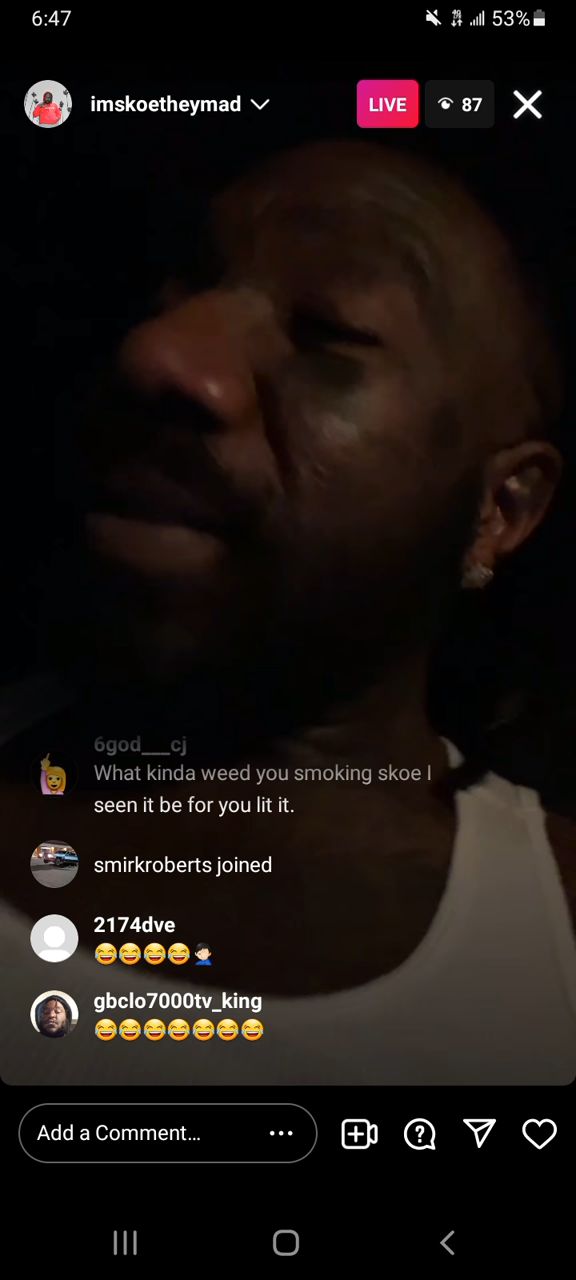 6:47
53%
imskoetheymad
LIVE
87
6god___cj
What kinda weed you smoking skoe I
seen it be for you lit it.
smirkroberts joined
2174dve
😂😂😂😂🤦🏻‍♂️
gbclo7000tv_king
😂😂😂😂😂😂😂
Add a Comment...